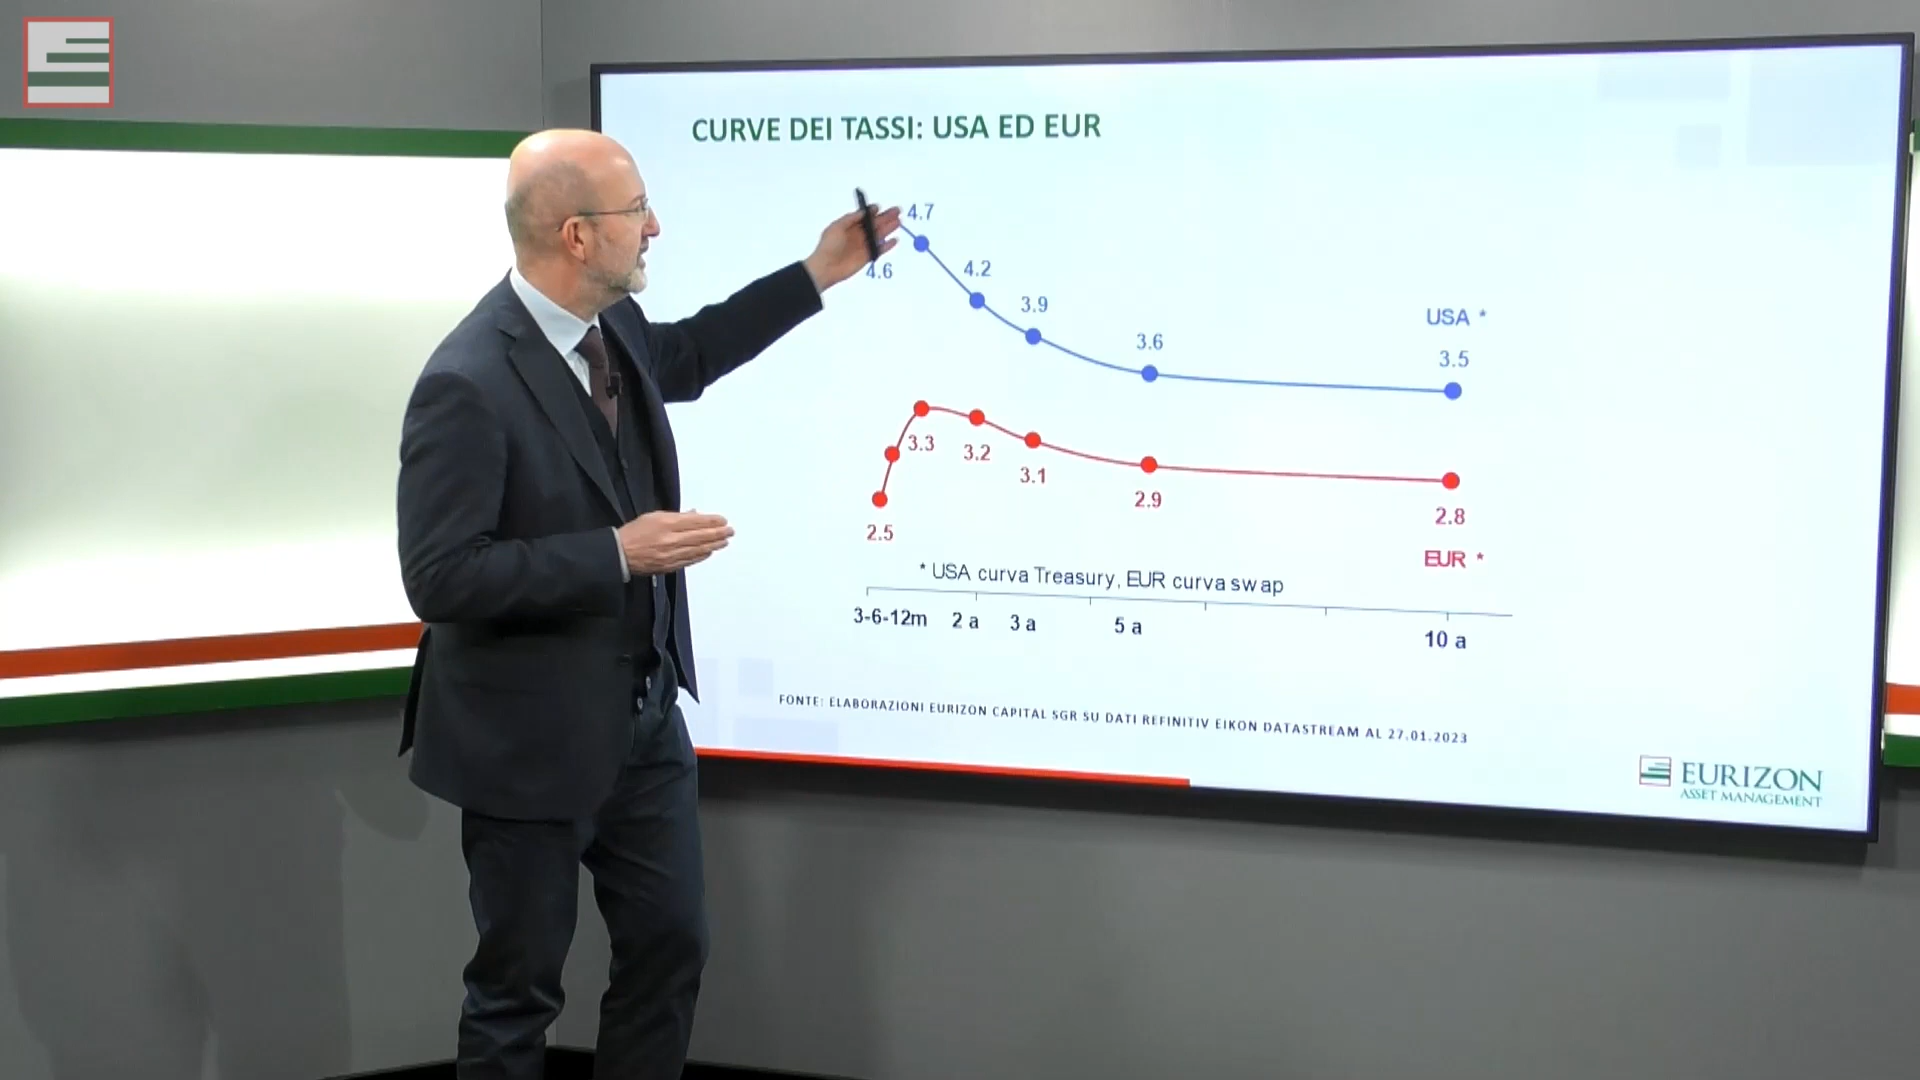 CURVE DEI TASSI: USA ED EUR
4.7
4.6
4.2
3.9
3.6
USA *
3.5
3.3
3.2
3.1
2.9
2.8
2.5
EUR *
* USA curva Treasury, EUR curva swap
3-6-12m 2 a 3 a 5 a 10 a
FONTE: ELABORAZIONI EURIZON CAPITAL SGR SU DATI REFINITIV EIKON DATASTREAM AL 27.01.2023
EURIZON
ASSET MANAGEMENT